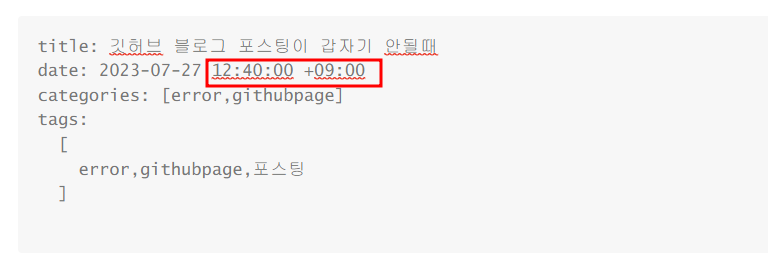 title: 깃허브 블로그 포스팅이 갑자기 안될때
date: 2023-07-27 12:40:00 +09:00
categories: [error,githubpage]
tags:
[
error,githubpage,포스팅
]